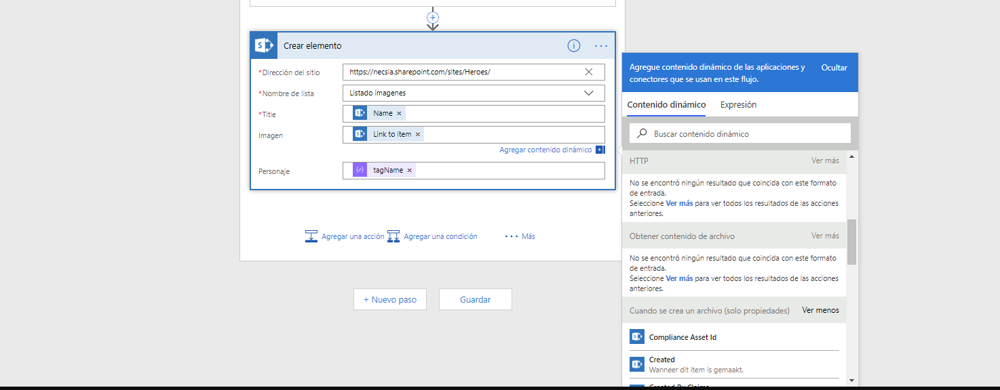 Crear elemento
*Dirección del sitio
https://necsia.sharepoint.com/sites/Heroes/
*Nombre de lista
Listado imagenes
*Title
Name ×
Imagen
Link to item ×
Agregar contenido dinámico
Personaje
tagName ×
Agregar una acción
Agregar una condición
··· Más
+ Nuevo paso
Guardar
Agregue contenido dinámico de las aplicaciones y
conectores que se usan en este flujo.
Ocultar
Contenido dinámico
Expresión
Buscar contenido dinámico
HTTP
Ver más
No se encontró ningún resultado que coincida con este formato
de entrada.
Seleccione Ver más para ver todos los resultados de las acciones
anteriores.
Obtener contenido de archivo
Ver más
No se encontró ningún resultado que coincida con este formato
de entrada.
Seleccione Ver más para ver todos los resultados de las acciones
anteriores.
Cuando se crea un archivo (solo propiedades)
Ver menos
Compliance Asset Id
Created
Wanneer dit item is gemaakt.
Created By Claims